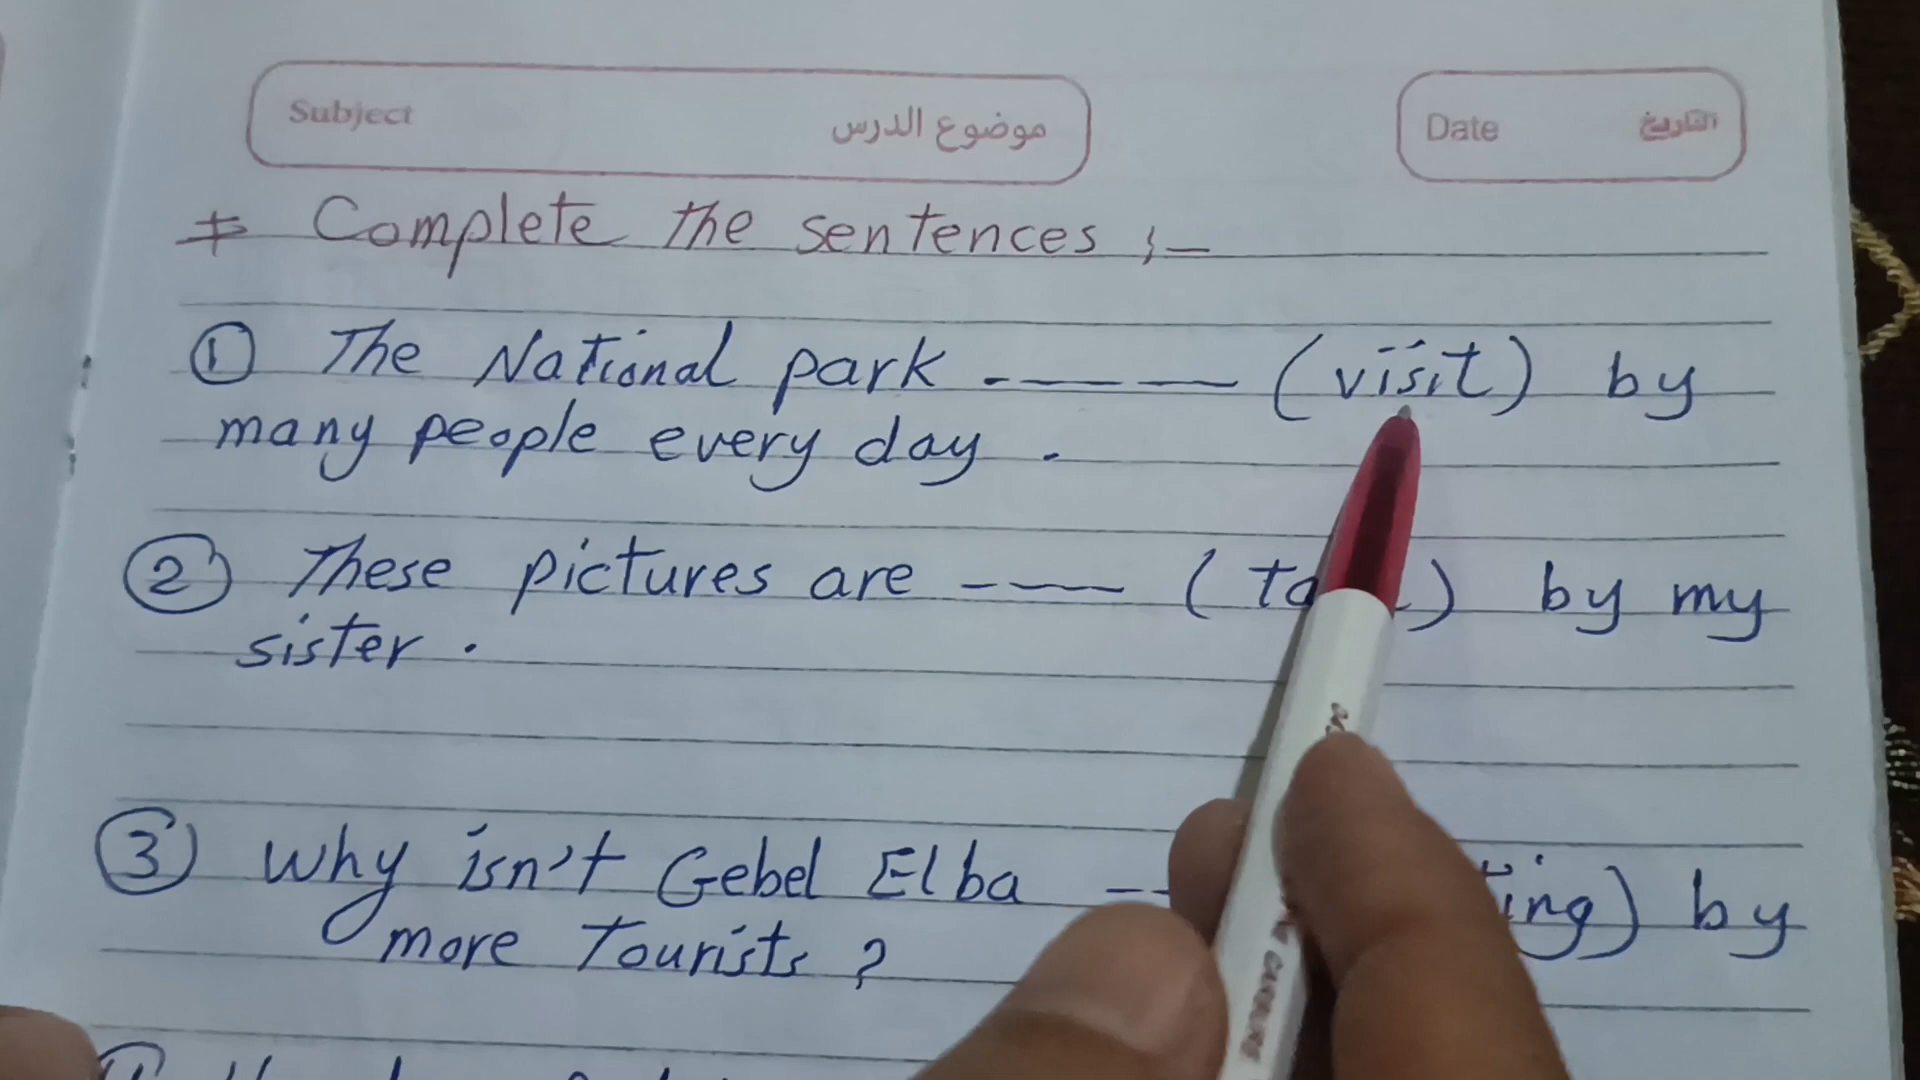 Subject موضوع الدرس
Date التاريخ
Complete the sentences :-
① The National park ------ (visit) by
many people every day .
② These pictures are ---- ( ) by my
sister .
③ Why isn't Gebel Elba -- ) by
more Tourists ?